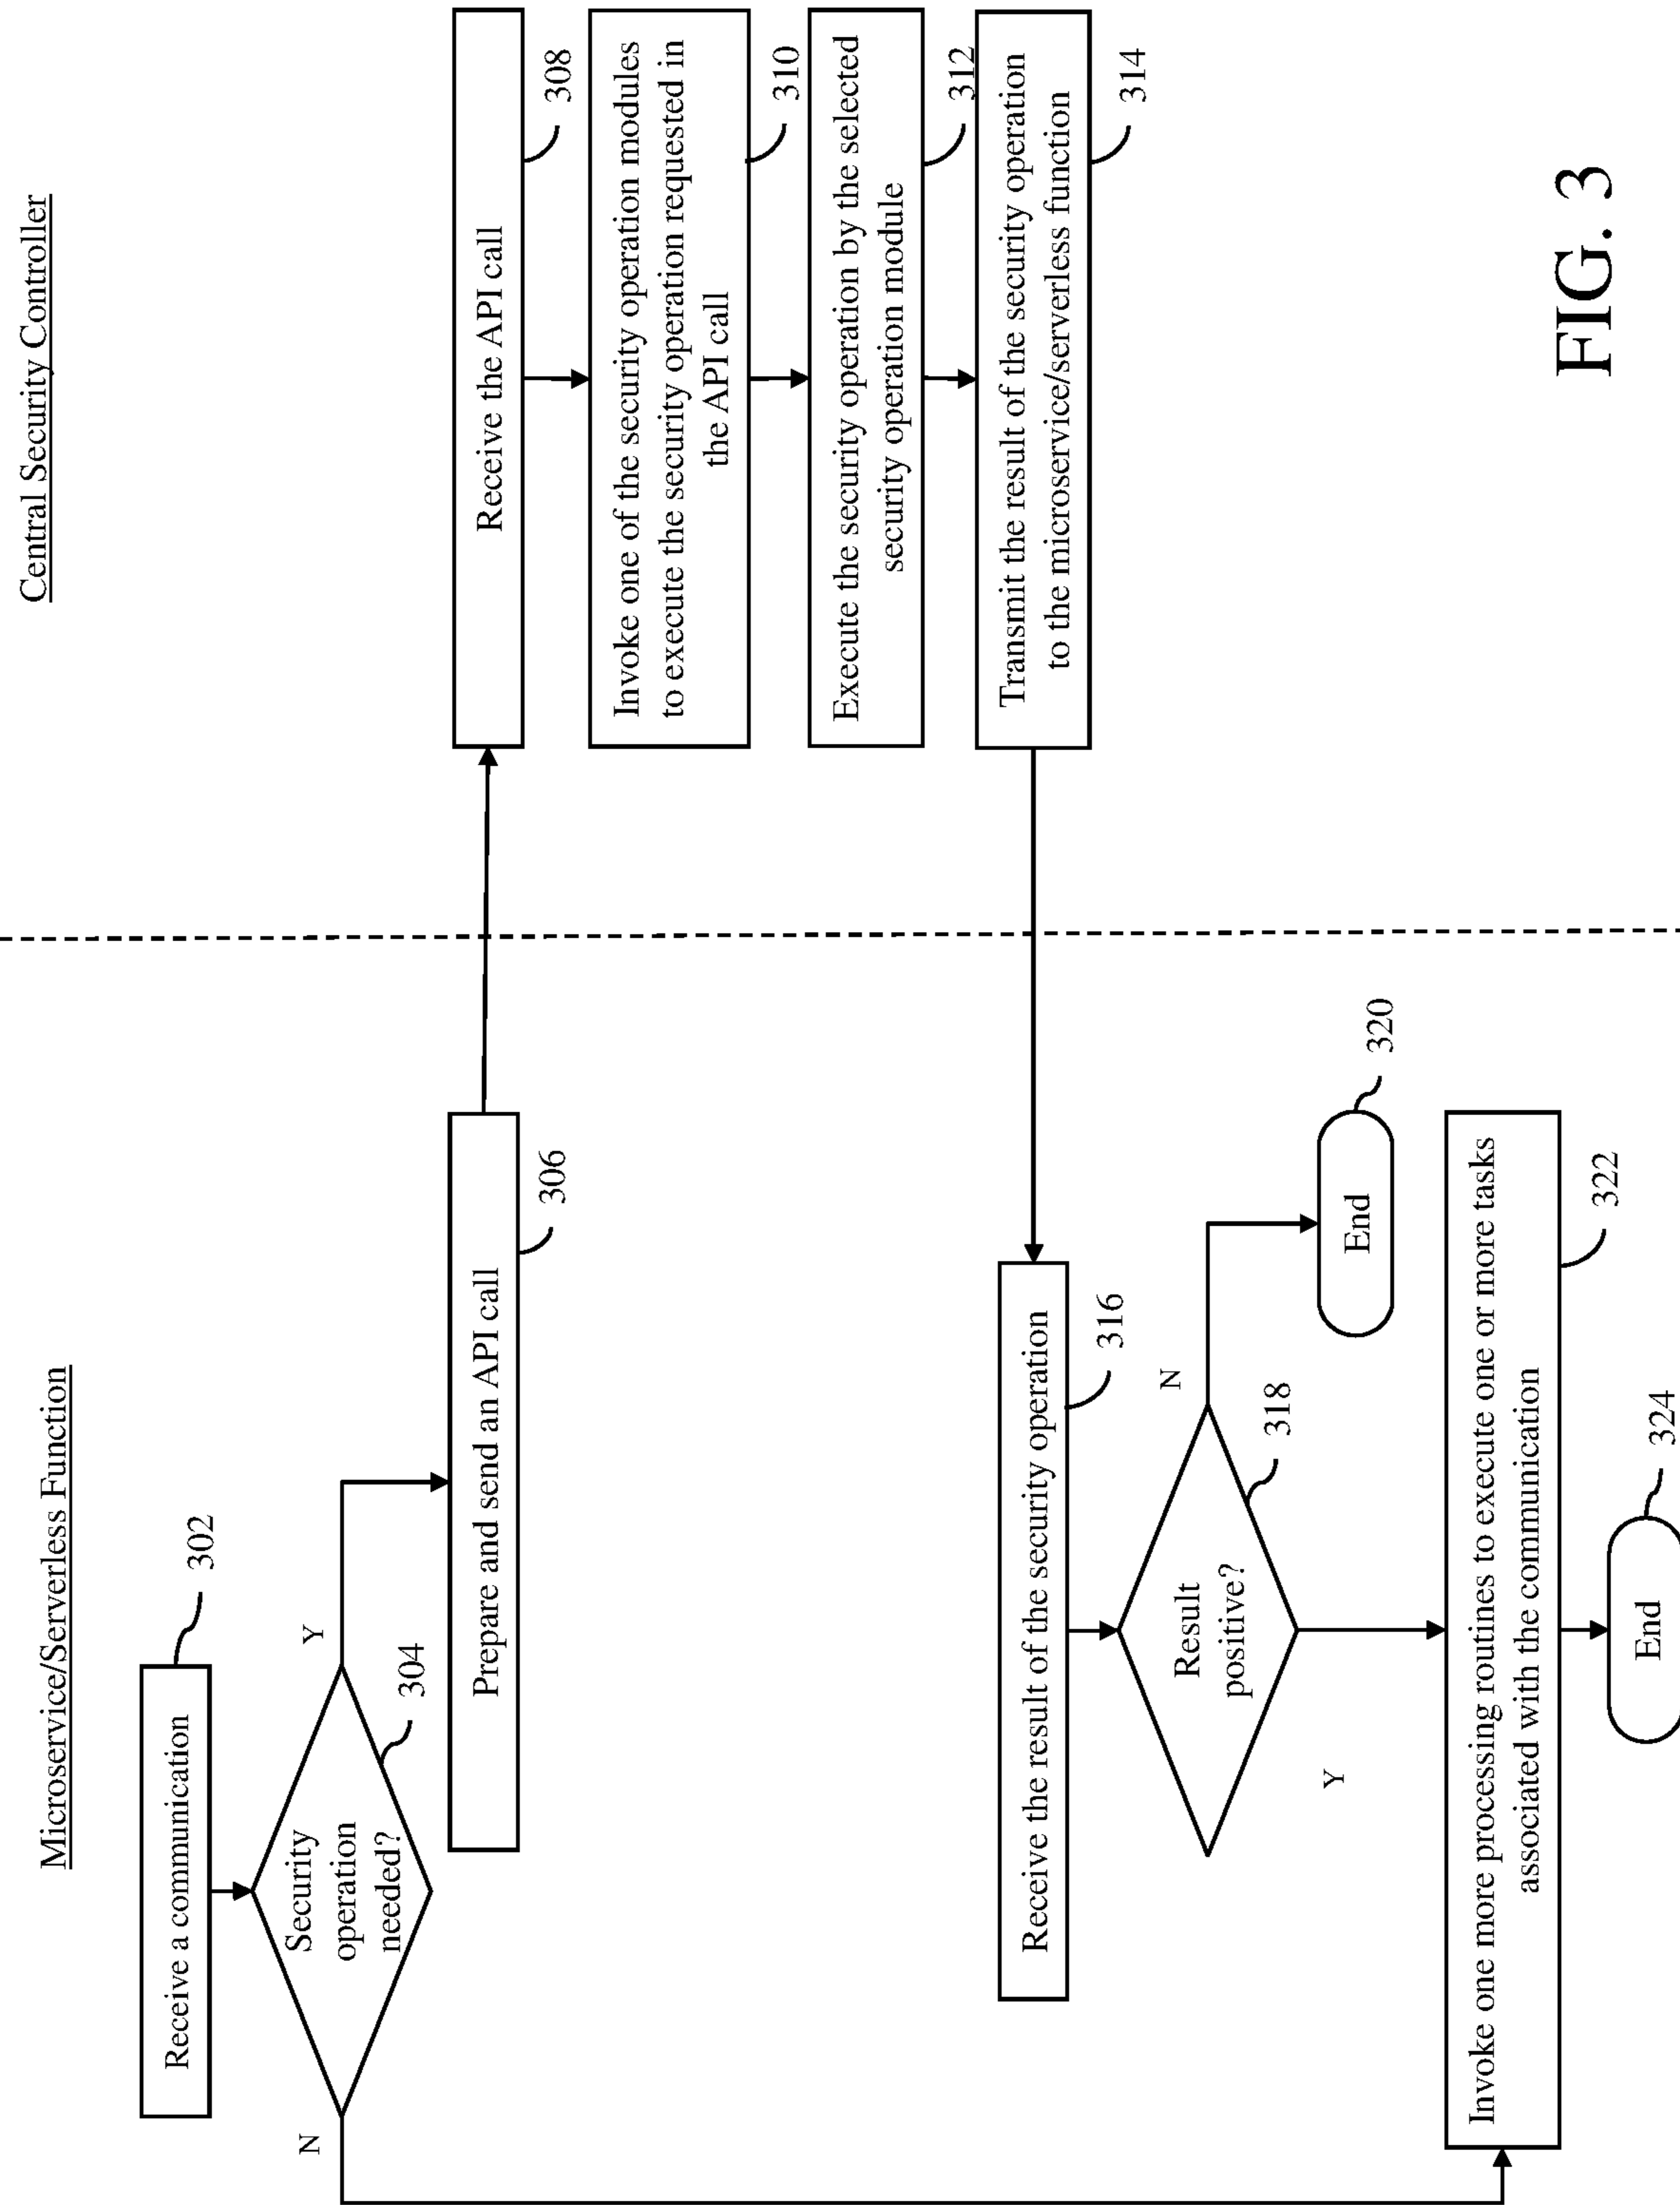 Microservice/Serverless Function
Central Security Controller
Receive a communication
302
Security
operation
needed?
304
Y
N
Prepare and send an API call
306
Receive the API call
308
Invoke one of the security operation modules
to execute the security operation requested in
the API call
310
Execute the security operation by the selected
security operation module
312
Transmit the result of the security operation
to the microservice/serverless function
314
Receive the result of the security operation
316
Result
positive?
318
N
Y
End
320
Invoke one more processing routines to execute one or more tasks
associated with the communication
322
End
324
FIG. 3